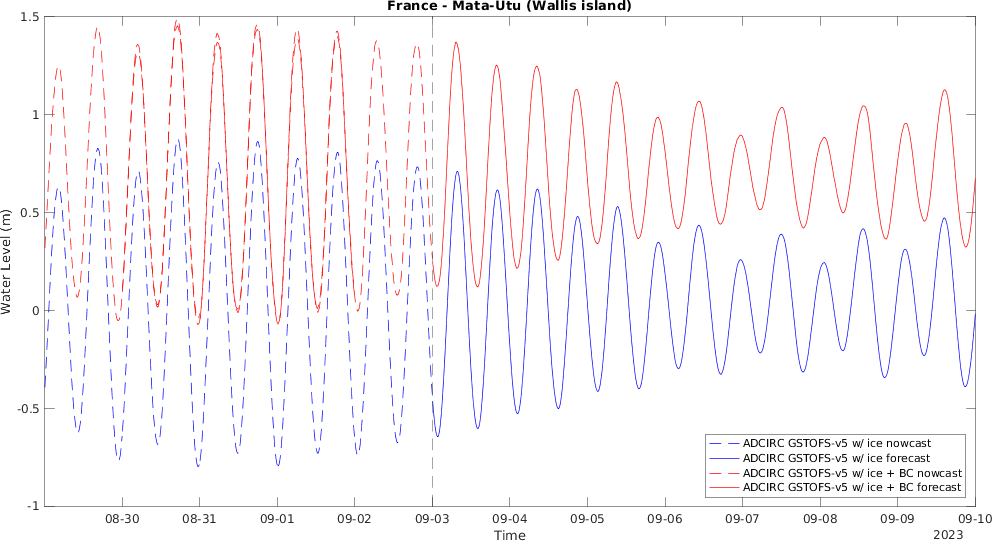 France - Mata-Utu (Wallis island)
1.5
1
0.5
0
-0.5
-1
Water Level (m)
ADCIRC GSTOFS-v5 w/ ice nowcast
ADCIRC GSTOFS-v5 w/ ice forecast
ADCIRC GSTOFS-v5 w/ ice + BC nowcast
ADCIRC GSTOFS-v5 w/ ice + BC forecast
08-30 08-31 09-01 09-02 09-03 09-04 09-05 09-06 09-07 09-08 09-09 09-10
Time 2023